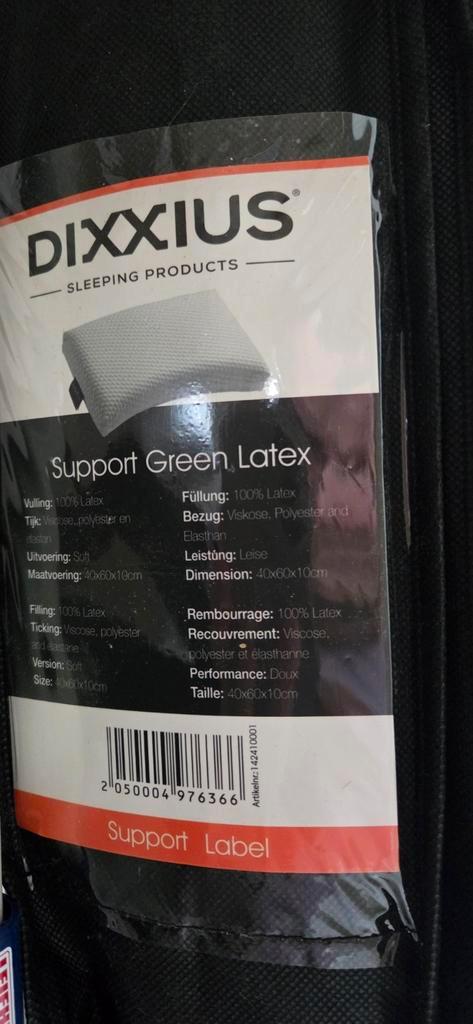 DIXXIUS®
SLEEPING PRODUCTS
Support Green Latex
Vulling: 100% Latex
Tijk: Viscose, polyester en
elastan
Uitvoering: Soft
Maatvoering: 40x60x10cm
Füllung: 100% Latex
Bezug: Viskose, Polyester and
Elasthan
Leistung: Leise
Dimension: 40x60x10cm
Filling: 100% Latex
Ticking: Viscose, polyester
and elastane
Version: Soft
Size: 40x60x10cm
Rembourrage: 100% Latex
Recouvrement: Viscose,
polyester et élasthanne
Performance: Doux
Taille: 40x60x10cm
2 050004 976366
Artikelnr.: 142410001
Support Label